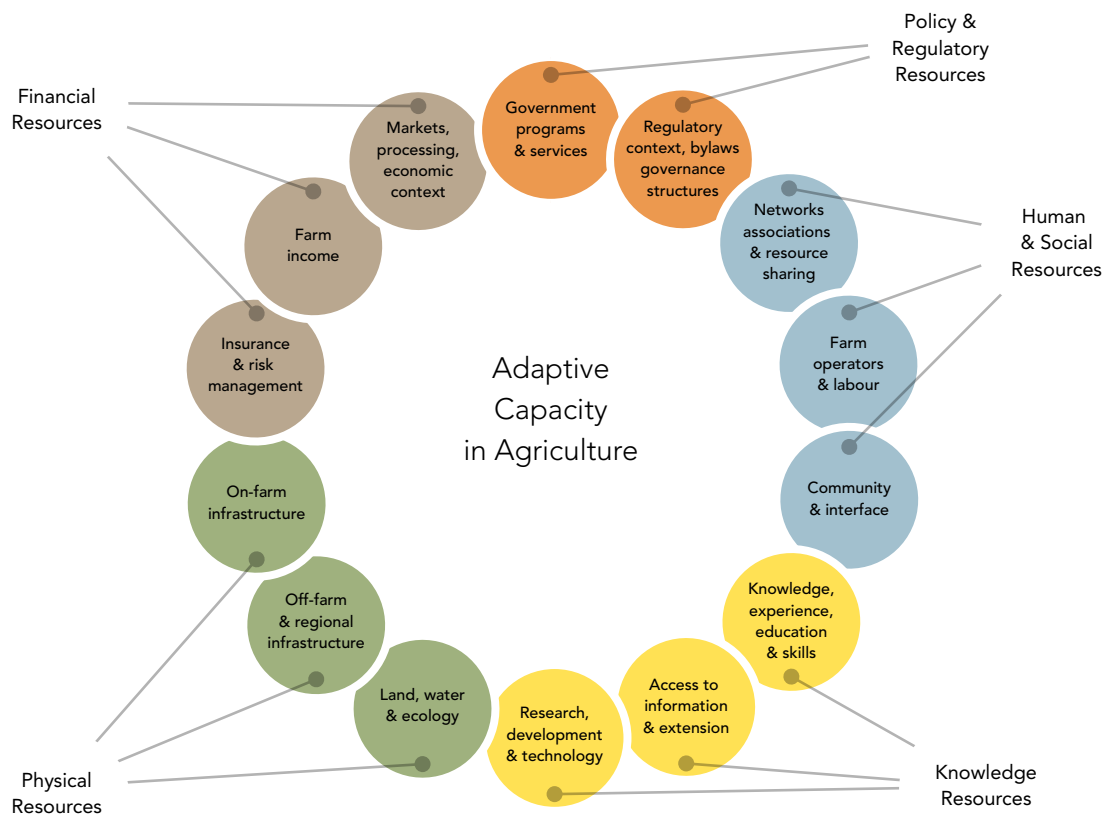 Policy &
Regulatory
Resources
Financial
Resources
Government
programs
& services
Markets,
processing,
economic
context
Regulatory
context, bylaws
governance
structures
Networks
associations
& resource
sharing
Human
& Social
Resources
Farm
income
Insurance
& risk
management
Farm
operators
& labour
Adaptive
Capacity
in Agriculture
On-farm
infrastructure
Community
& interface
Off-farm
& regional
infrastructure
Knowledge,
experience,
education
& skills
Land, water
& ecology
Research,
development
& technology
Access to
information
& extension
Physical
Resources
Knowledge
Resources